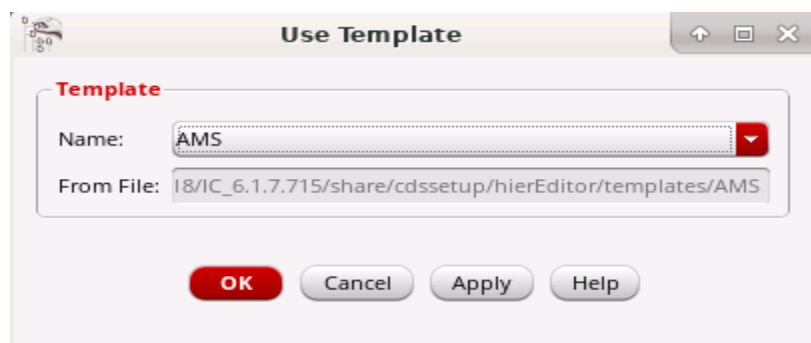 Use Template
Template
Name: AMS
From File: I8/IC_6.1.7.715/share/cdssetup/hierEditor/templates/AMS
OK Cancel Apply Help